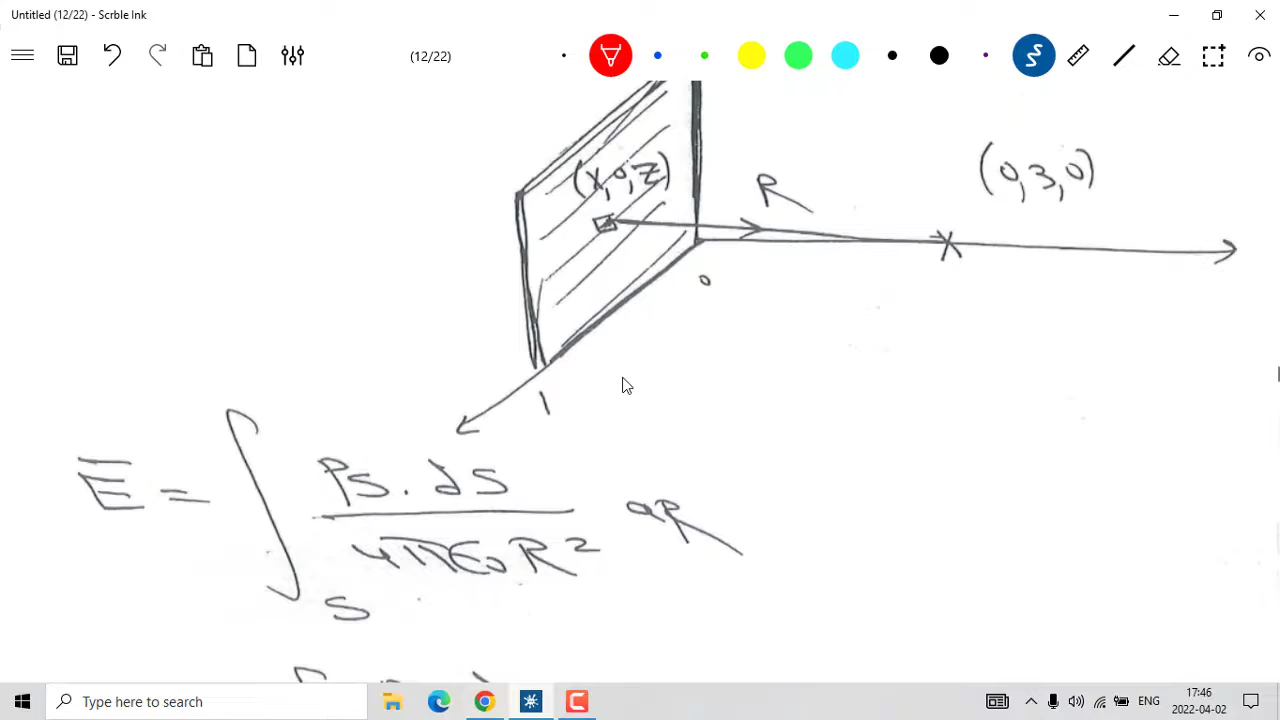 Untitled (12/22) - Scrble Ink
(12/22)
(x,0,z)
R
(0,3,0)
0
1
E̅ = ∫_S (ρs . ds) / (4πϵ₀R²) aR
Type here to search
ENG
17:46
2022-04-02